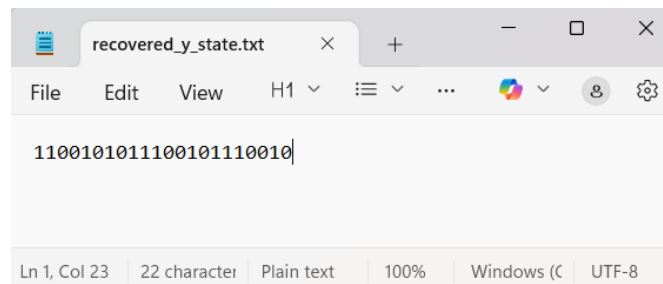 recovered_y_state.txt
File Edit View H1 ...
1100101011100101110010
Ln 1, Col 23 22 character Plain text 100% Windows (C UTF-8